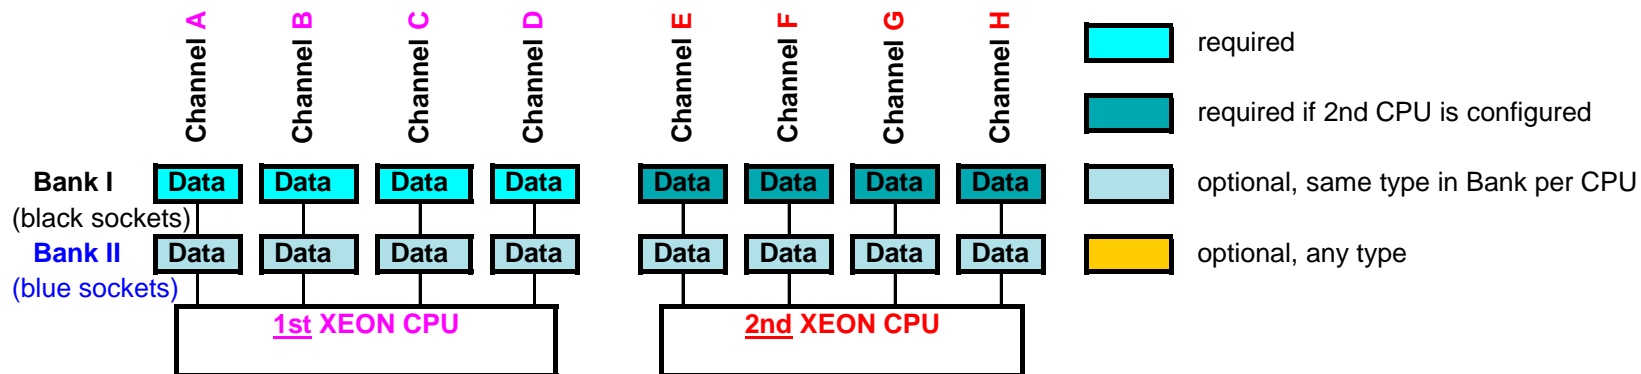 Channel A
Channel B
Channel C
Channel D
Channel E
Channel F
Channel G
Channel H
required
required if 2nd CPU is configured
Bank I Data Data Data Data Data Data Data Data
optional, same type in Bank per CPU
(black sockets)
Bank II Data Data Data Data Data Data Data Data
optional, any type
(blue sockets)
1st XEON CPU
2nd XEON CPU